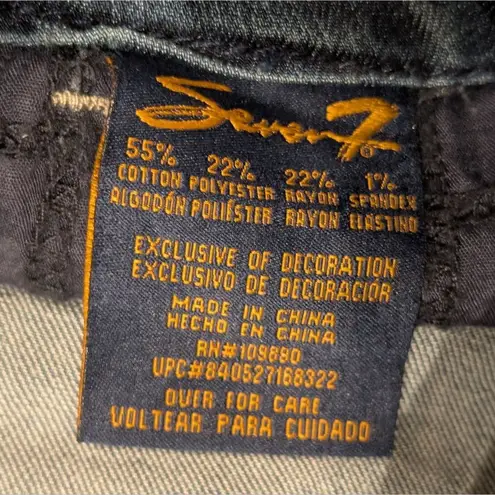 Seven7®
55% 22% 22% 1%
COTTON POLYESTER RAYON SPANDEX
ALGODÓN POLIÉSTER RAYON ELASTINO
EXCLUSIVE OF DECORATION
EXCLUSIVO DE DECORACIOR
MADE IN CHINA
HECHO EN CHINA
RN#109880
UPC#840527168322
OVER FOR CARE
VOLTEAR PARA CUIDADO